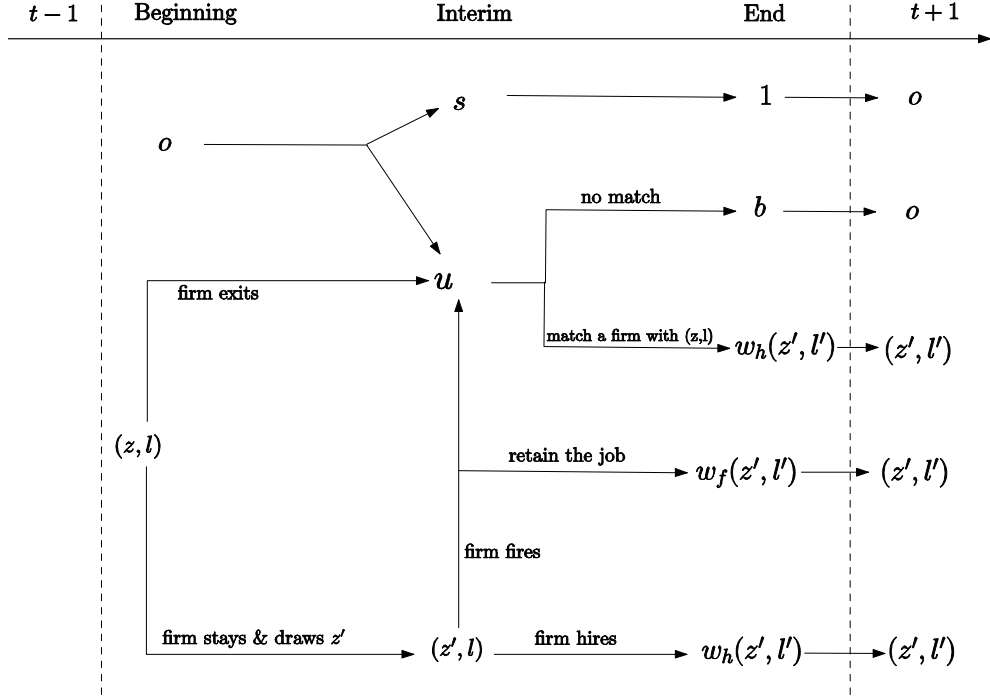 t − 1 Beginning Interim End t + 1
s 1 o
o
no match b o
u
firm exits
match a firm with (z,l) w_h(z′, l′) (z′, l′)
(z, l)
retain the job w_f(z′, l′) (z′, l′)
firm fires
firm stays & draws z′ (z′, l) firm hires w_h(z′, l′) (z′, l′)